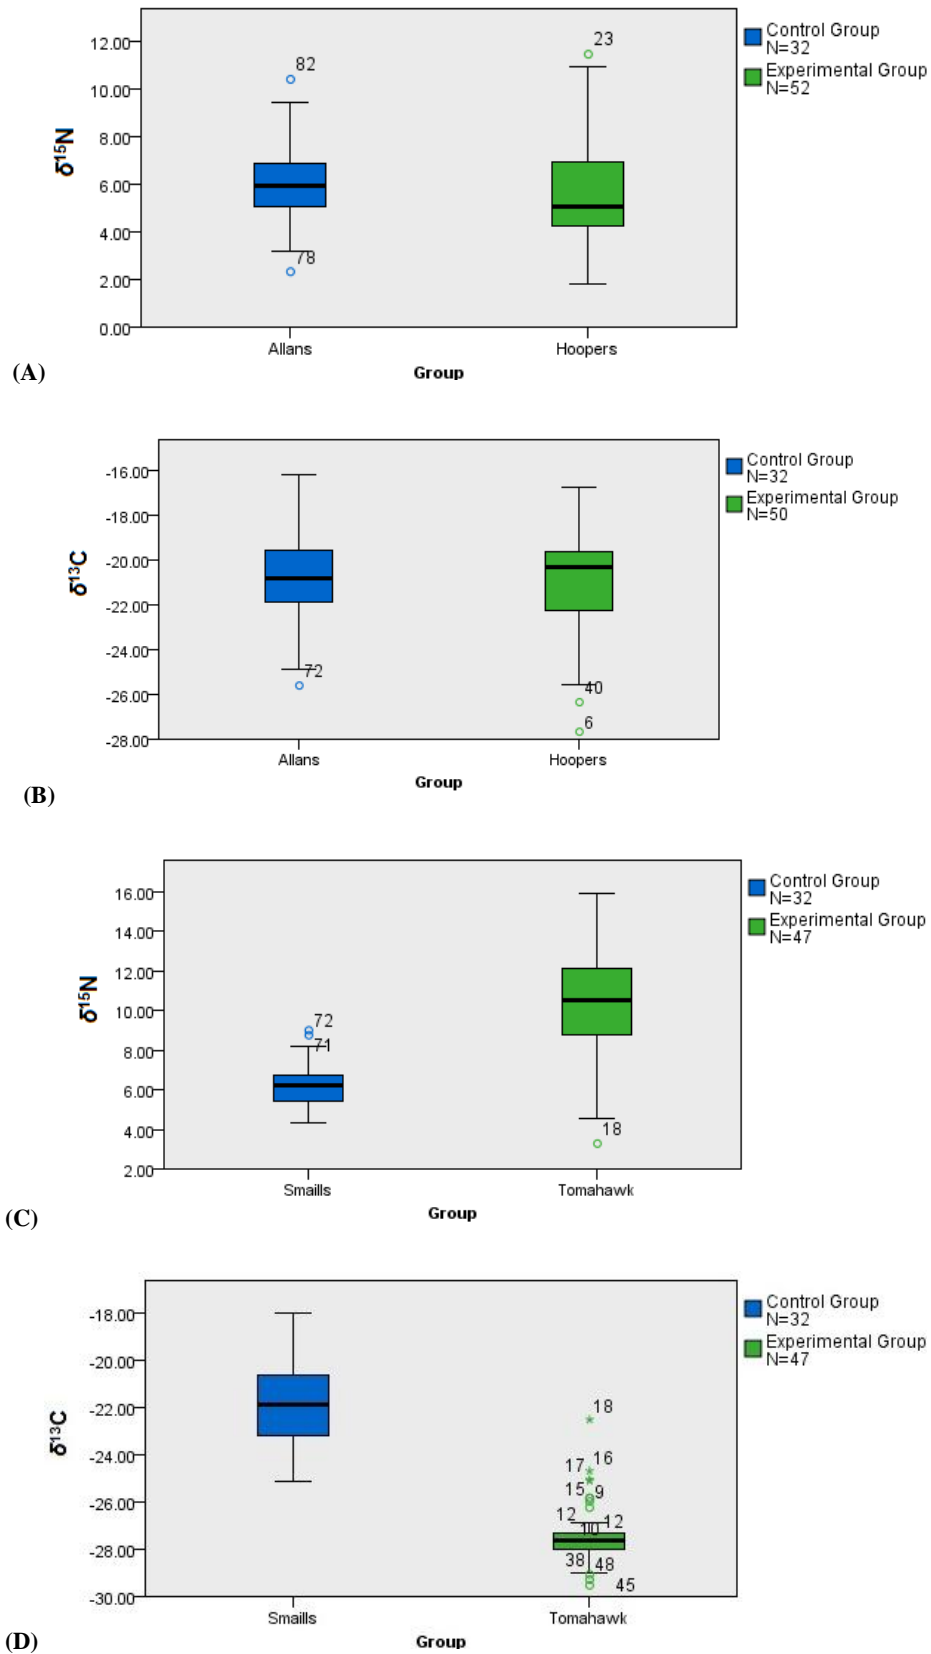 12.00
10.00
8.00
6.00
4.00
2.00
0.00
δ15N
82
78
23
Allans
Hoopers
Group
Control Group
N=32
Experimental Group
N=52
(A)
-16.00
-18.00
-20.00
-22.00
-24.00
-26.00
-28.00
δ13C
72
40
6
Allans
Hoopers
Group
Control Group
N=32
Experimental Group
N=50
(B)
16.00
14.00
12.00
10.00
8.00
6.00
4.00
2.00
δ15N
72
71
18
Smaills
Tomahawk
Group
Control Group
N=32
Experimental Group
N=47
(C)
-18.00
-20.00
-22.00
-24.00
-26.00
-28.00
-30.00
δ13C
18
17 16
15 9
12 10 12
38 48
45
Smaills
Tomahawk
Group
Control Group
N=32
Experimental Group
N=47
(D)